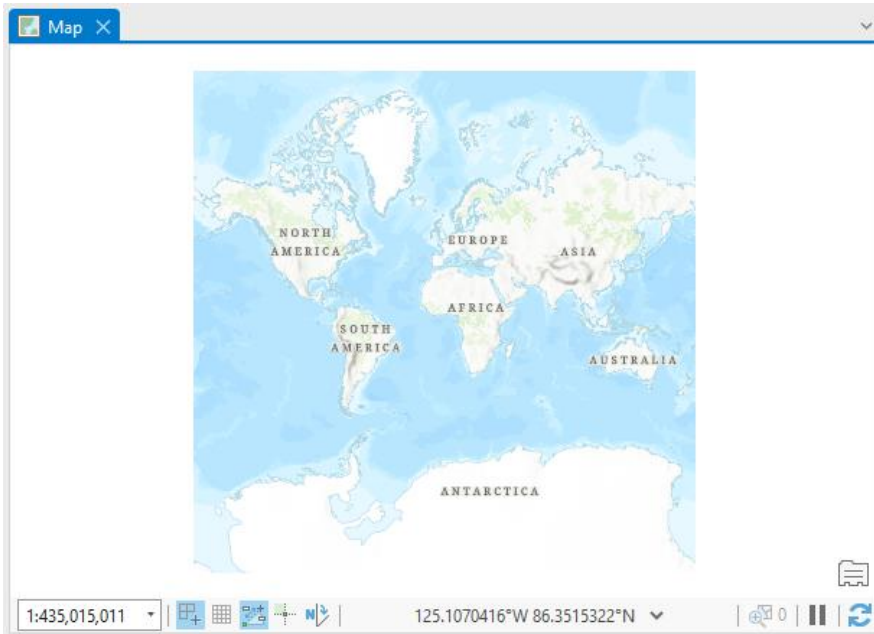 Map
NORTH
AMERICA
EUROPE
ASIA
AFRICA
SOUTH
AMERICA
AUSTRALIA
ANTARCTICA
1:435,015,011
N
125.1070416°W 86.3515322°N
0